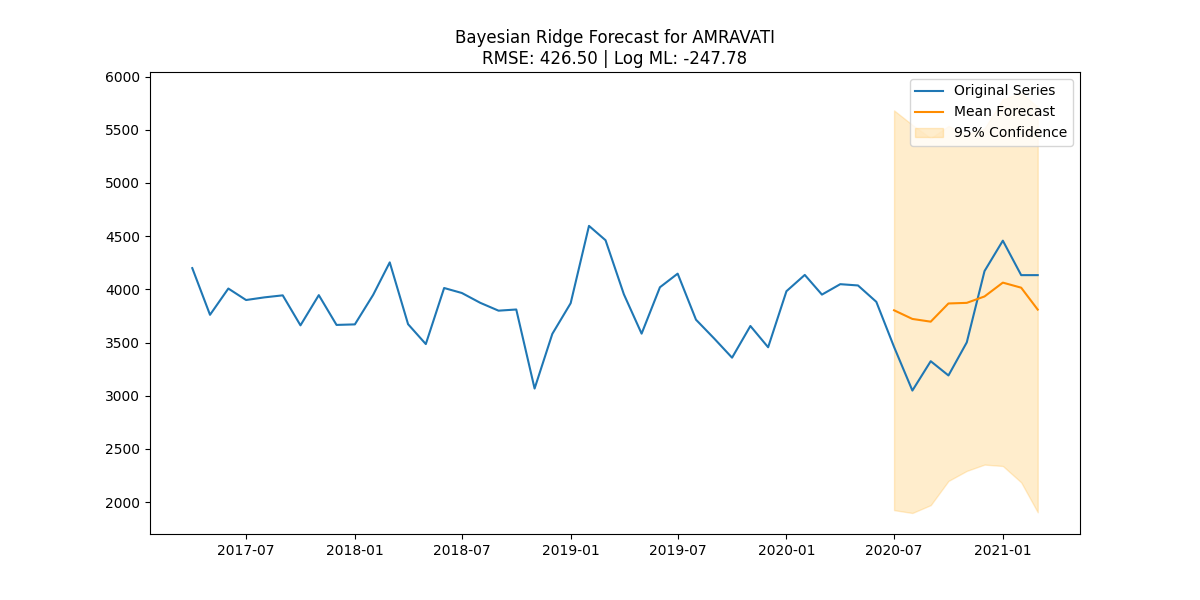 Bayesian Ridge Forecast for AMRAVATI
RMSE: 426.50 | Log ML: -247.78
6000
5500
5000
4500
4000
3500
3000
2500
2000
Original Series
Mean Forecast
95% Confidence
2017-07 2018-01 2018-07 2019-01 2019-07 2020-01 2020-07 2021-01